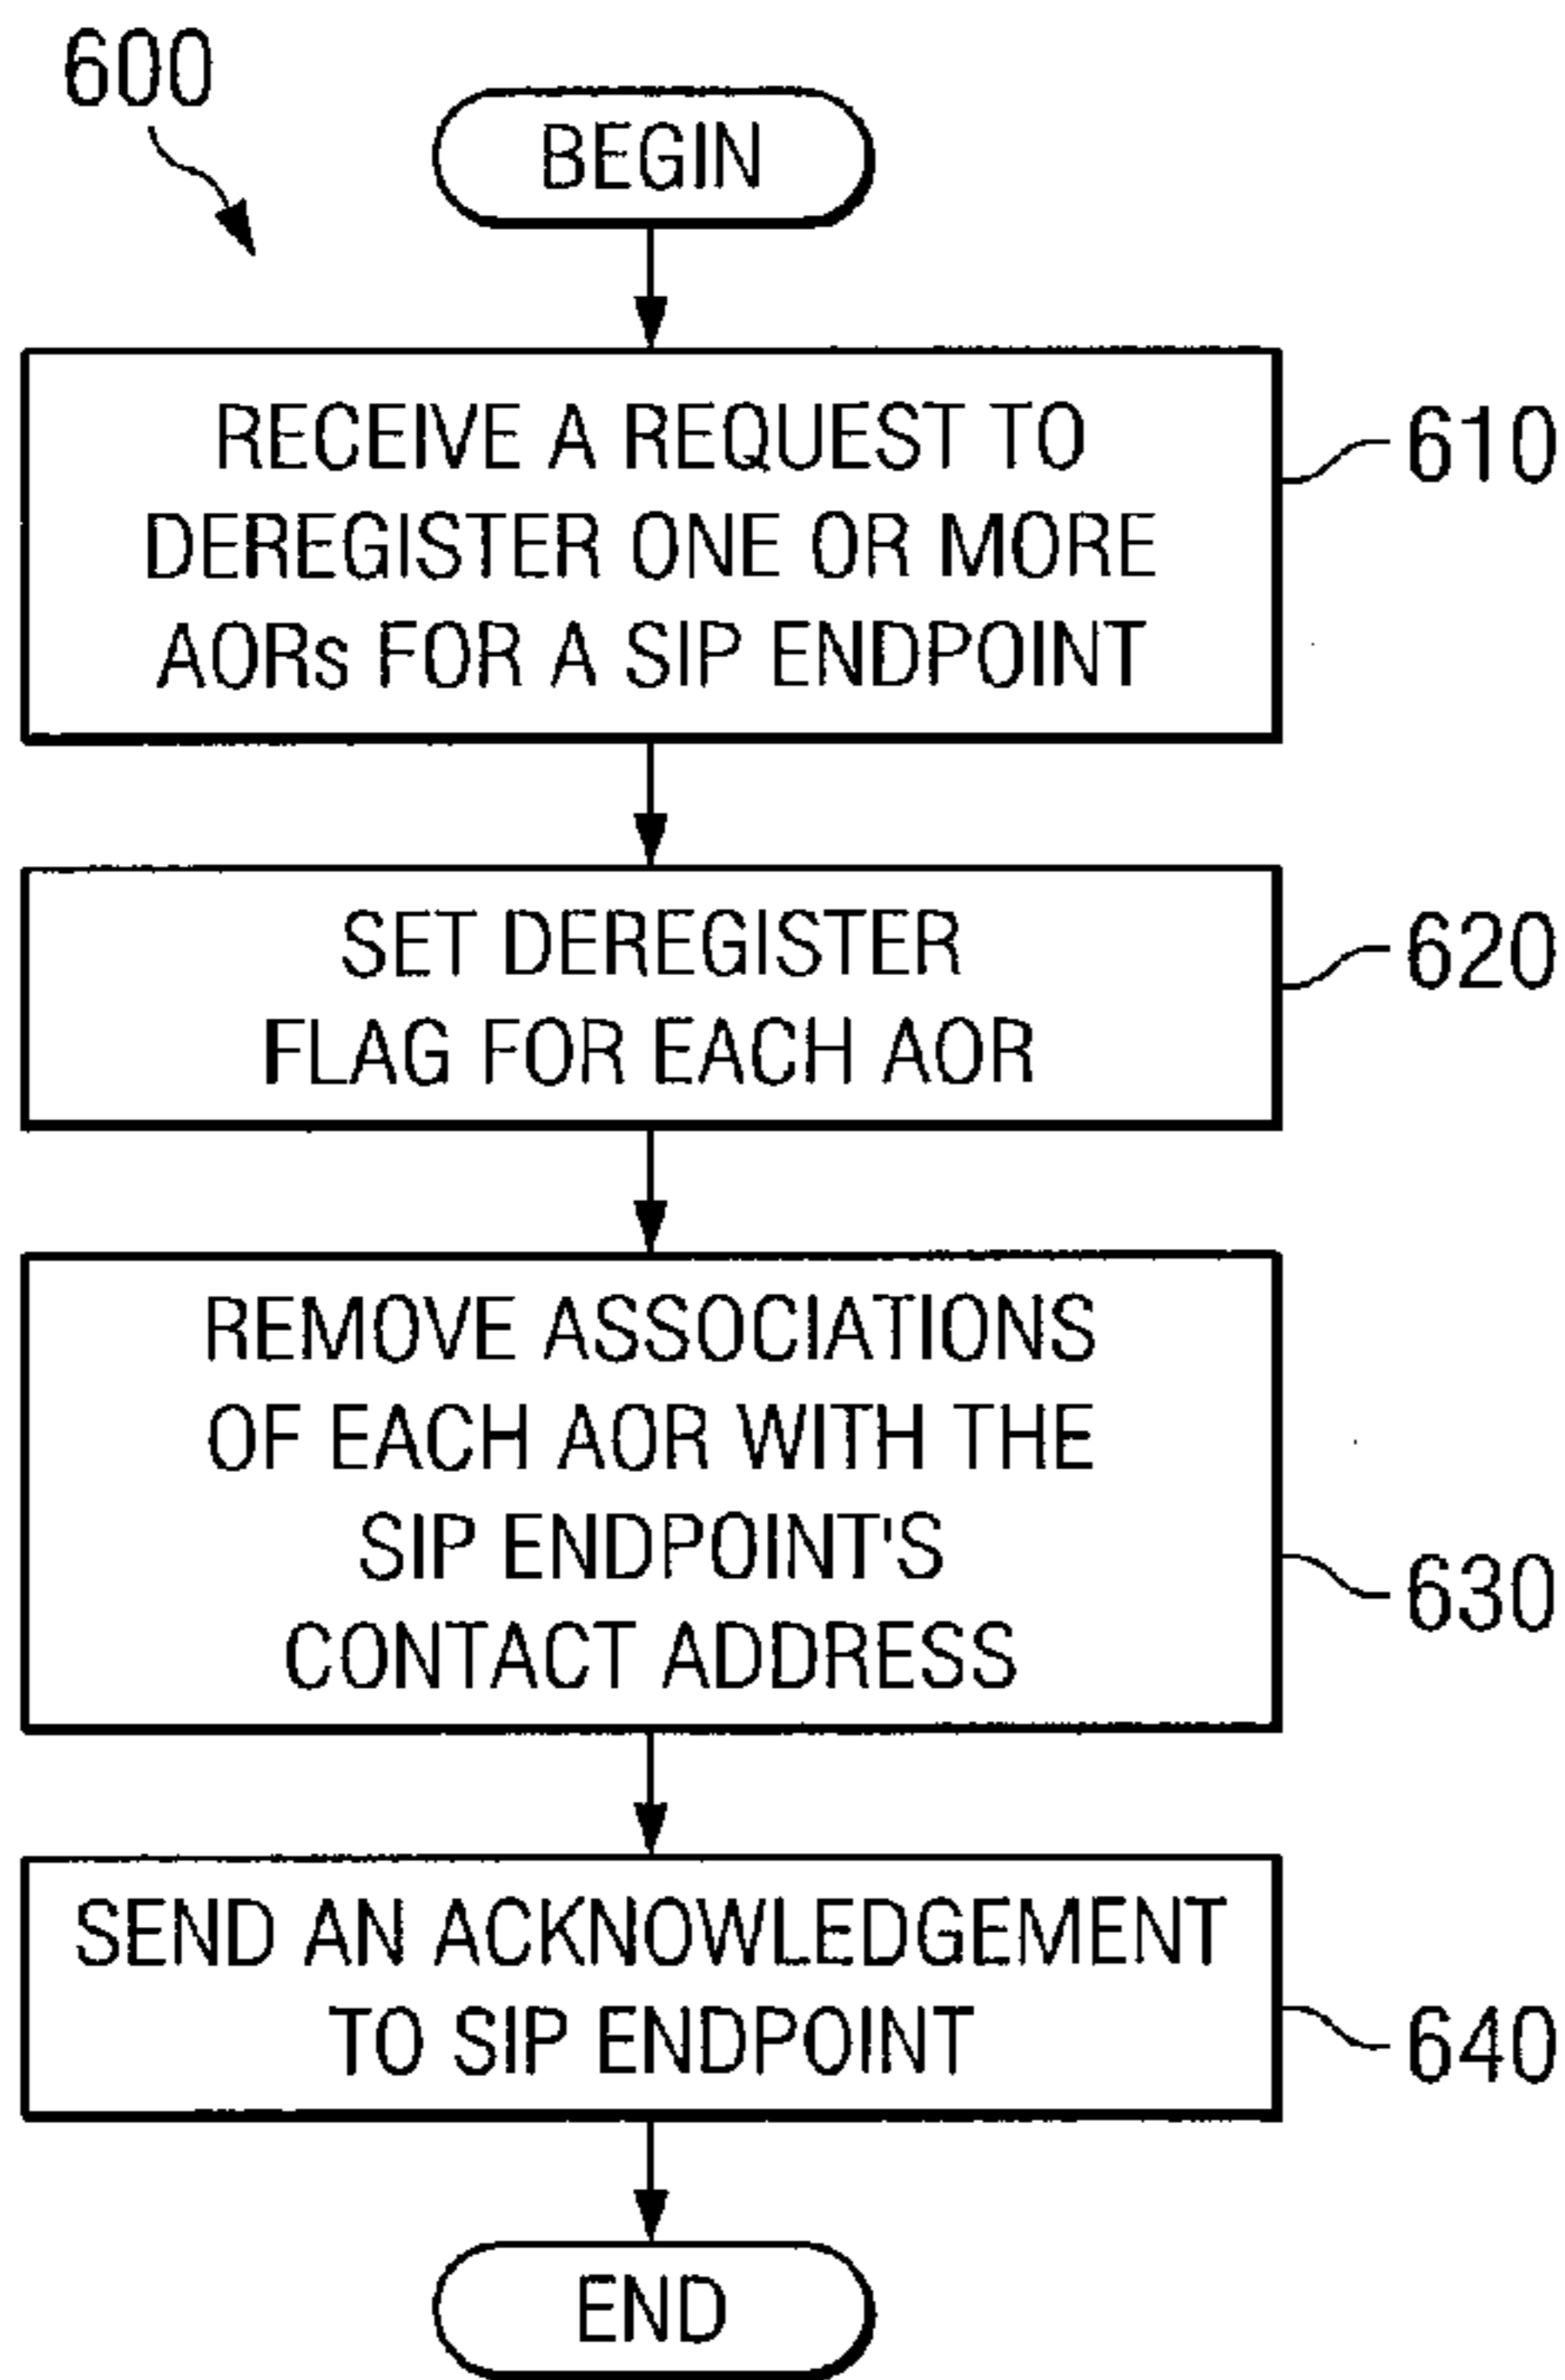 600
BEGIN
RECEIVE A REQUEST TO
DEREGISTER ONE OR MORE
AORs FOR A SIP ENDPOINT
610
SET DEREGISTER
FLAG FOR EACH AOR
620
REMOVE ASSOCIATIONS
OF EACH AOR WITH THE
SIP ENDPOINT'S
CONTACT ADDRESS
630
SEND AN ACKNOWLEDGEMENT
TO SIP ENDPOINT
640
END